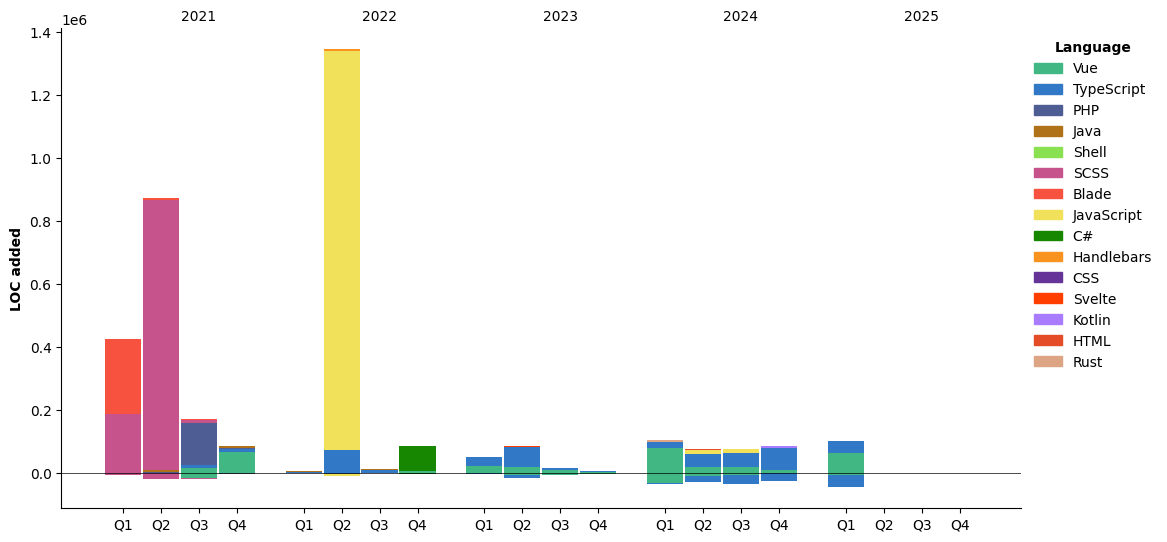 2021 2022 2023 2024 2025
1e6
1.4
1.2
1.0
0.8
0.6
0.4
0.2
0.0
LOC added
Q1 Q2 Q3 Q4 Q1 Q2 Q3 Q4 Q1 Q2 Q3 Q4 Q1 Q2 Q3 Q4 Q1 Q2 Q3 Q4
Language
Vue
TypeScript
PHP
Java
Shell
SCSS
Blade
JavaScript
C#
Handlebars
CSS
Svelte
Kotlin
HTML
Rust